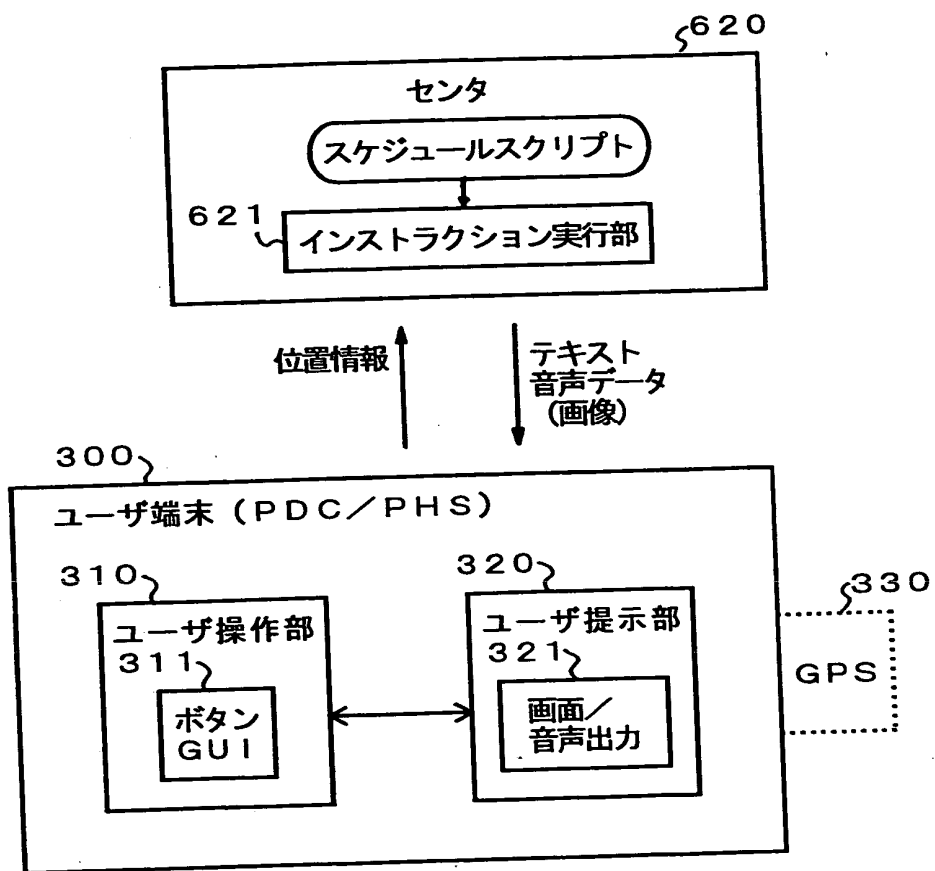 620
センタ
スケジュールスクリプト
621
インストラクション実行部
位置情報
テキスト
音声データ
(画像)
300
ユーザ端末(PDC/PHS)
310
ユーザ操作部
311
ボタン
GUI
320
ユーザ提示部
321
画面/
音声出力
330
GPS